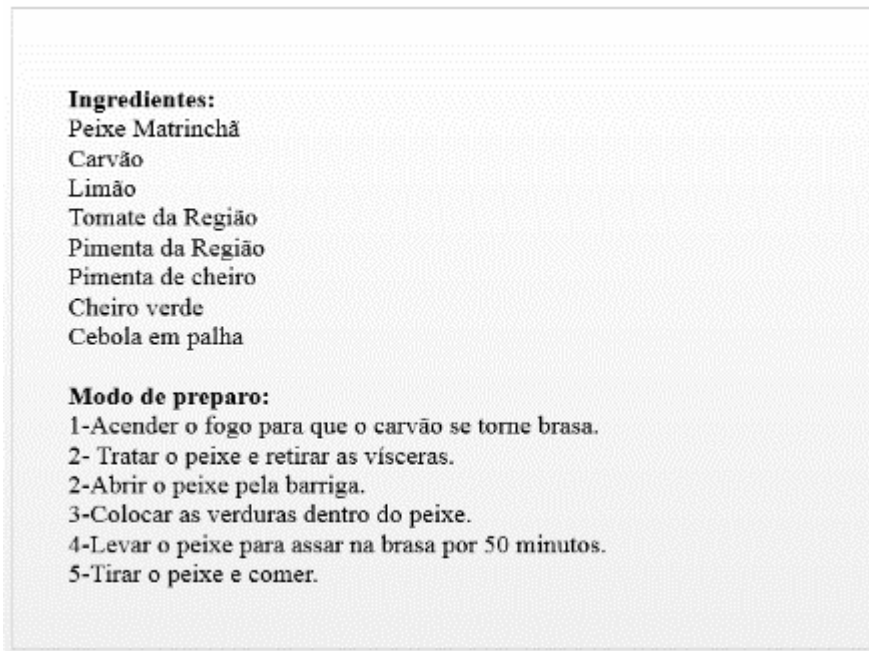 Ingredientes:
Peixe Matrinchã
Carvão
Limão
Tomate da Região
Pimenta da Região
Pimenta de cheiro
Cheiro verde
Cebola em palha
Modo de preparo:
1-Acender o fogo para que o carvão se torne brasa.
2- Tratar o peixe e retirar as vísceras.
2-Abrir o peixe pela barriga.
3-Colocar as verduras dentro do peixe.
4-Levar o peixe para assar na brasa por 50 minutos.
5-Tirar o peixe e comer.